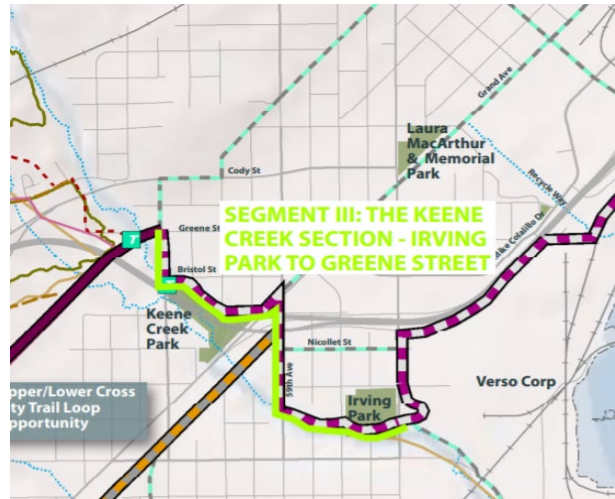 Grand Ave
Laura
MacArthur
& Memorial
Park
Cody St
Recycle Way
SEGMENT III: THE KEENE
CREEK SECTION - IRVING
PARK TO GREENE STREET
Greene St
Mike Colalillo Dr
T
Bristol St
Keene
Creek
Park
Nicollet St
59th Ave
Verso Corp
Irving
Park
pper/Lower Cross
ty Trail Loop
pportunity